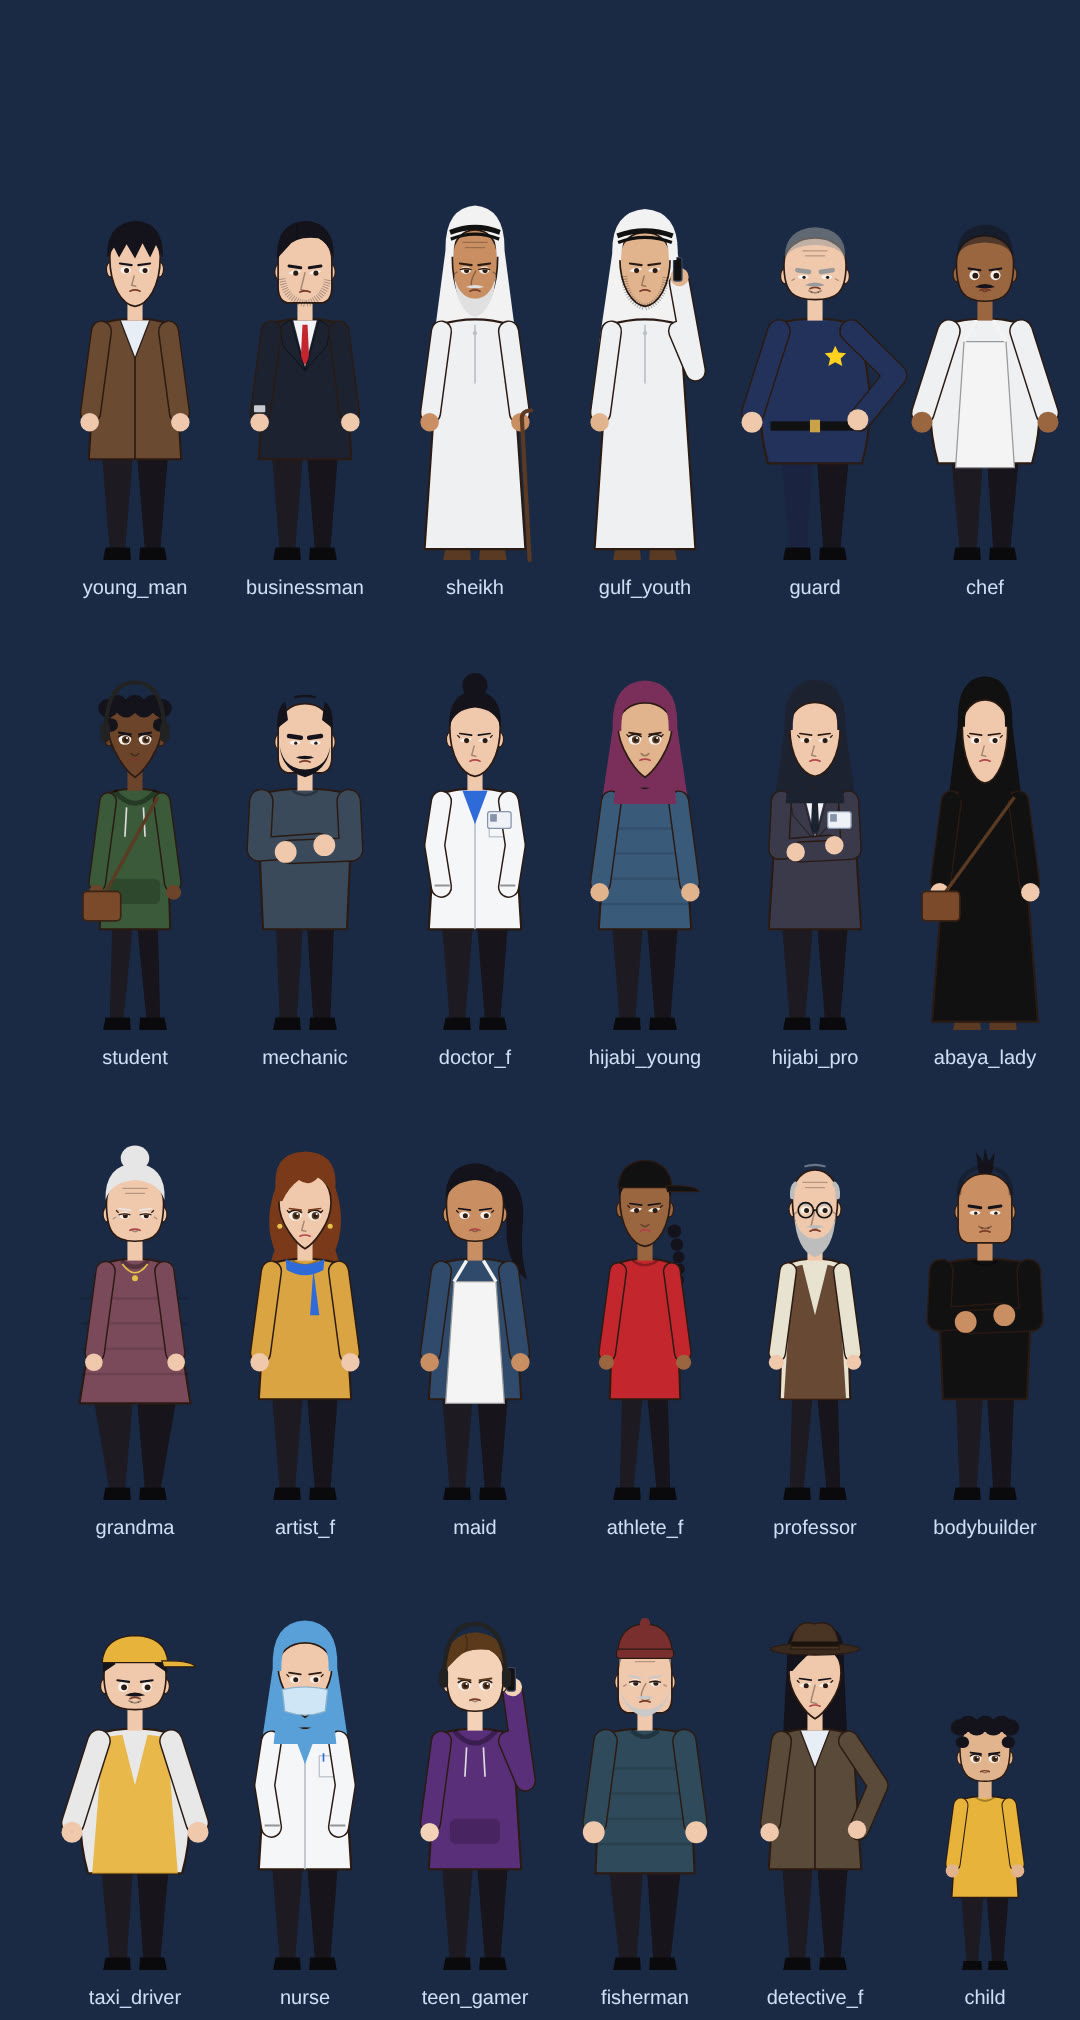 young_man
businessman
sheikh
gulf_youth
guard
chef
student
mechanic
doctor_f
hijabi_young
hijabi_pro
abaya_lady
grandma
artist_f
maid
athlete_f
professor
bodybuilder
taxi_driver
nurse
teen_gamer
fisherman
detective_f
child